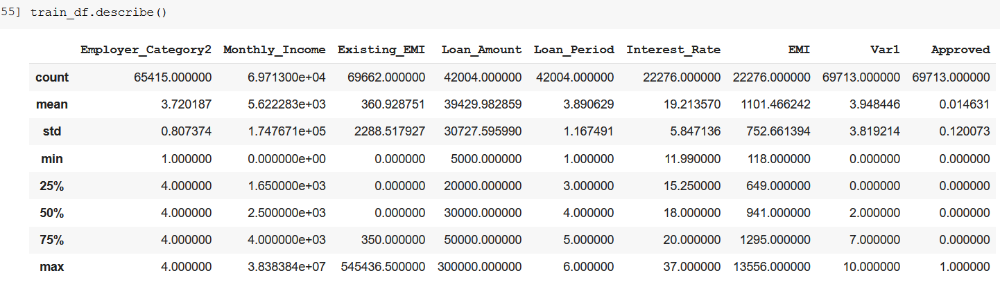 55] train_df.describe()
Employer_Category2 Monthly_Income Existing_EMI Loan_Amount Loan_Period Interest_Rate EMI Var1 Approved
count 65415.000000 6.971300e+04 69662.000000 42004.000000 42004.000000 22276.000000 22276.000000 69713.000000 69713.000000
mean 3.720187 5.622283e+03 360.928751 39429.982859 3.890629 19.213570 1101.466242 3.948446 0.014631
std 0.807374 1.747671e+05 2288.517927 30727.595990 1.167491 5.847136 752.661394 3.819214 0.120073
min 1.000000 0.000000e+00 0.000000 5000.000000 1.000000 11.990000 118.000000 0.000000 0.000000
25% 4.000000 1.650000e+03 0.000000 20000.000000 3.000000 15.250000 649.000000 0.000000 0.000000
50% 4.000000 2.500000e+03 0.000000 30000.000000 4.000000 18.000000 941.000000 2.000000 0.000000
75% 4.000000 4.000000e+03 350.000000 50000.000000 5.000000 20.000000 1295.000000 7.000000 0.000000
max 4.000000 3.838384e+07 545436.500000 300000.000000 6.000000 37.000000 13556.000000 10.000000 1.000000